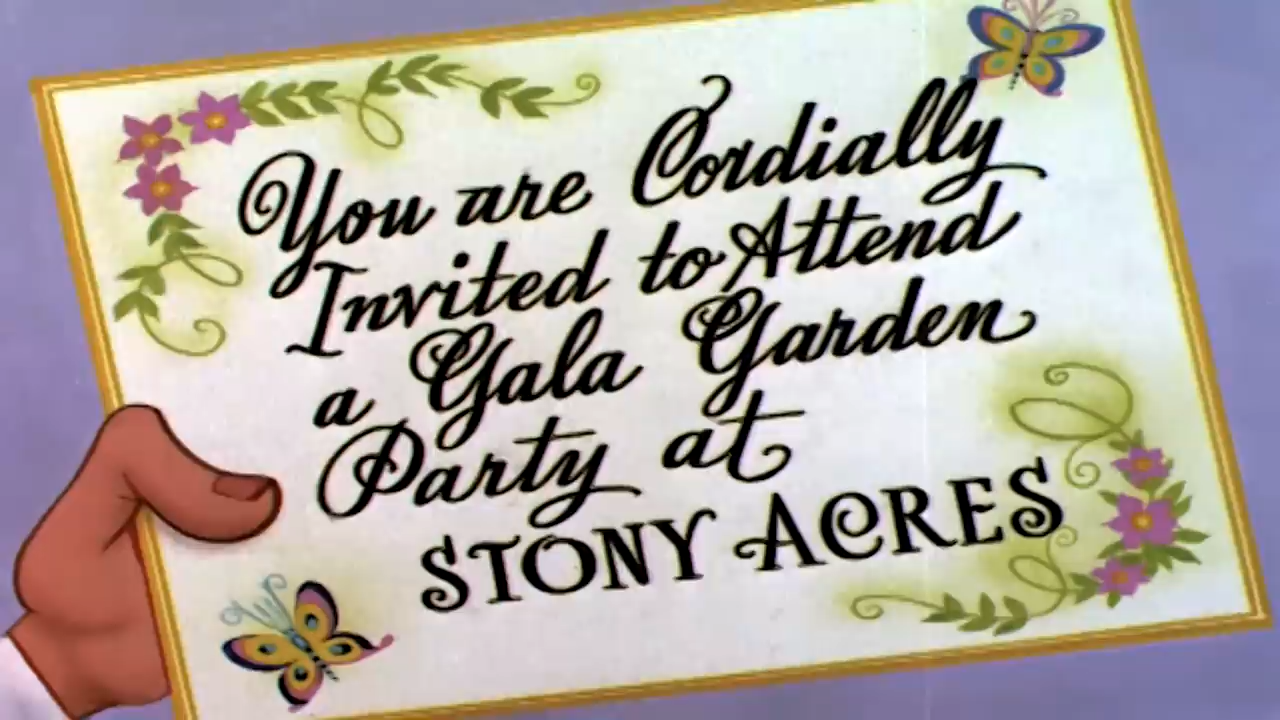 You are Cordially
Invited to Attend
a Gala Garden
Party at
STONY ACRES